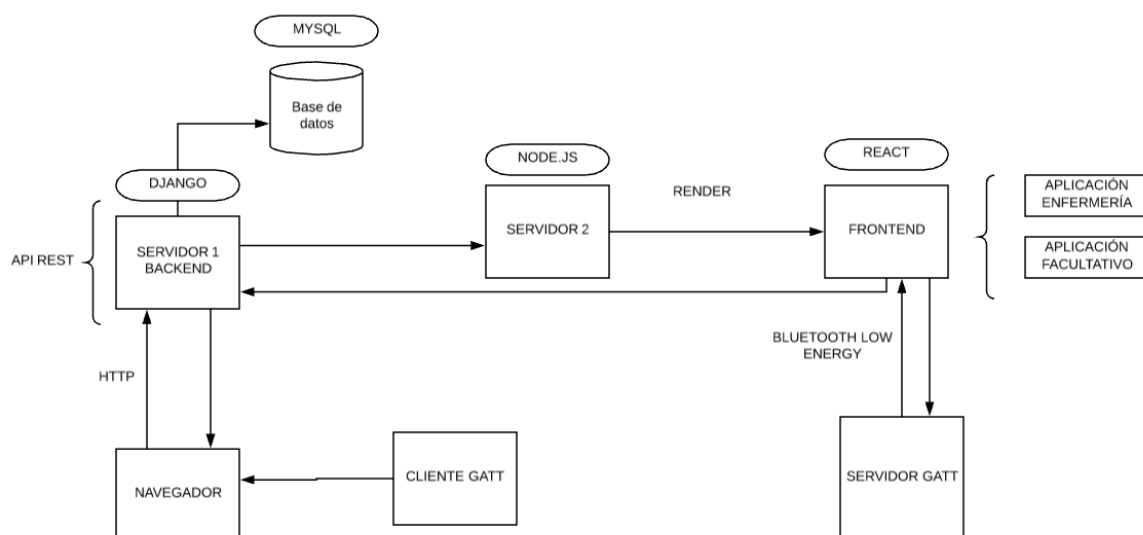 MYSQL
Base de
datos
DJANGO
NODE.JS
REACT
API REST
SERVIDOR 1
BACKEND
SERVIDOR 2
RENDER
FRONTEND
APLICACIÓN
ENFERMERÍA
APLICACIÓN
FACULTATIVO
HTTP
BLUETOOTH LOW
ENERGY
NAVEGADOR
CLIENTE GATT
SERVIDOR GATT